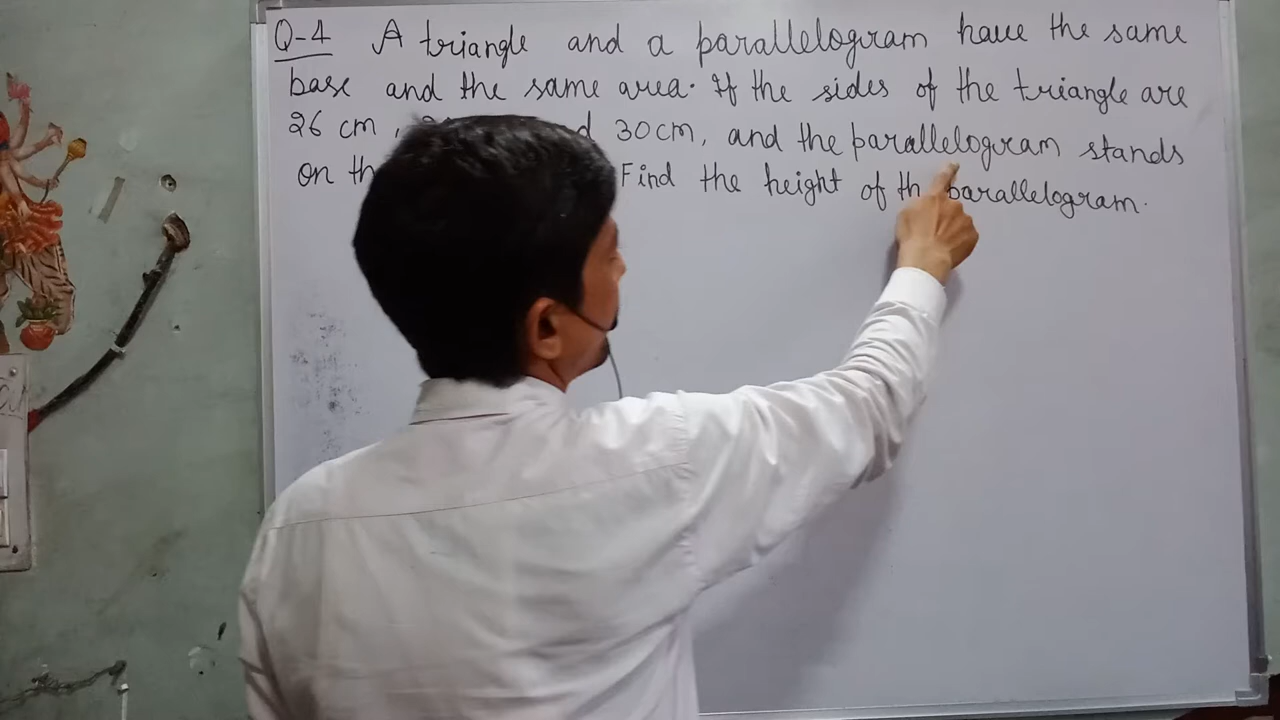 Q-4 A triangle and a parallelogram have the same
base and the same area. If the sides of the triangle are
26 cm, 30 cm, and the parallelogram stands
on Find the height of parallelogram.